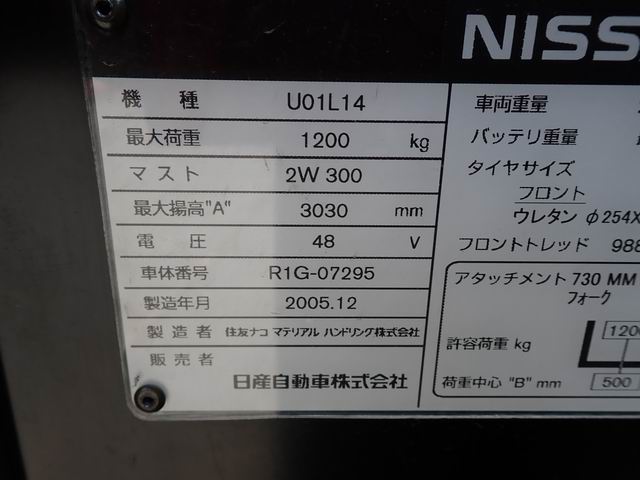 NISS
機種 U01L14
最大荷重 1200 kg
マスト 2W 300
最大揚高"A" 3030 mm
電圧 48 V
車体番号 R1G-07295
製造年月 2005.12
製造者 住友ナコ マテリアル ハンドリング株式会社
販売者 日産自動車株式会社
車両重量
バッテリ重量
タイヤサイズ
フロント
ウレタン φ254X
フロントトレッド 988
アタッチメント 730 MM
フォーク
許容荷重 kg 1200
荷重中心 "B" mm 500